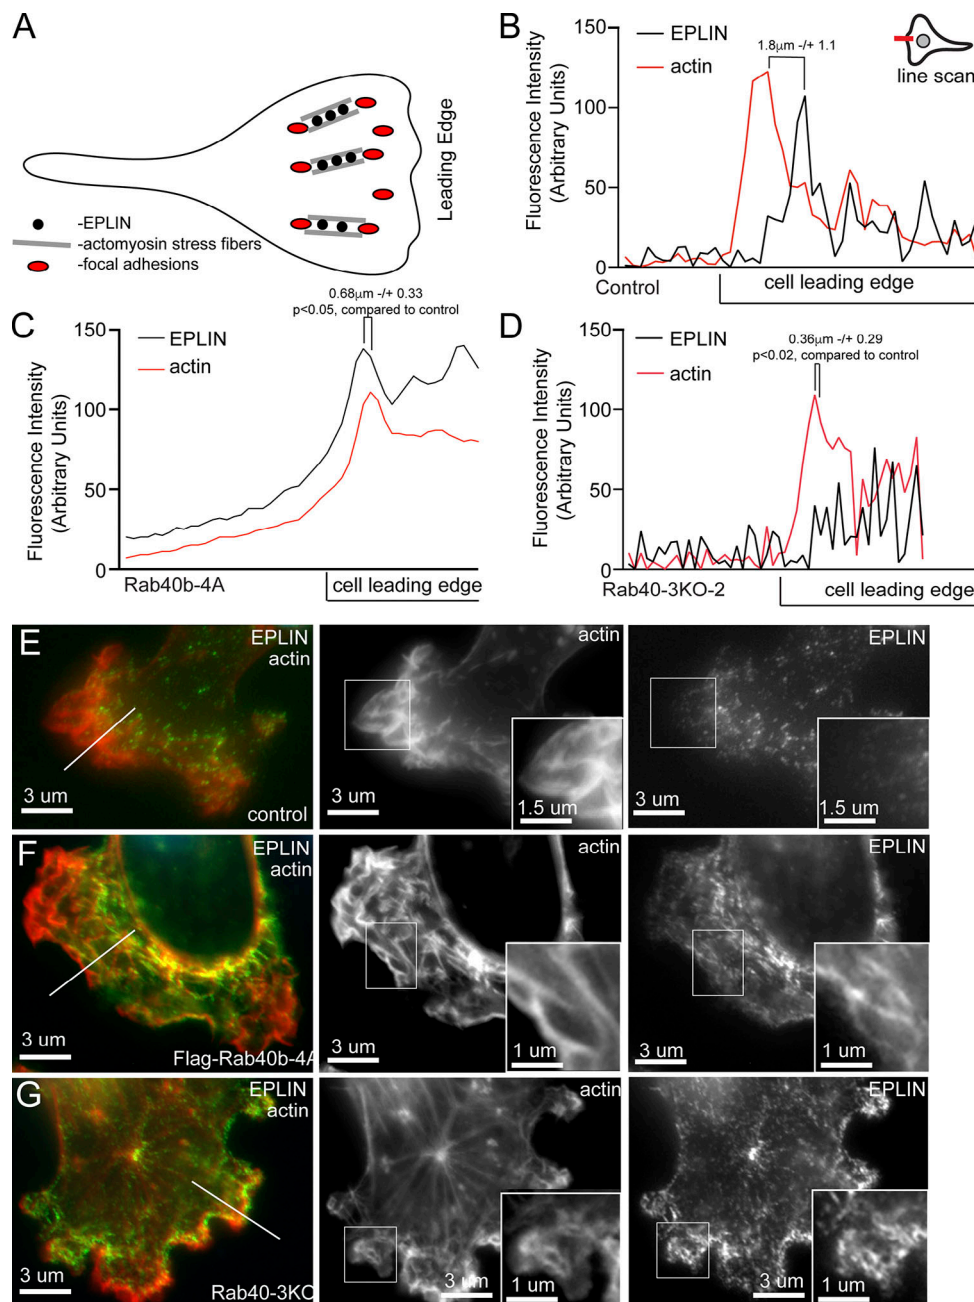 A
Leading Edge
-EPLIN
-actomyosin stress fibers
-focal adhesions
B
Fluorescence Intensity
(Arbitrary Units)
150
100
50
0
EPLIN
actin
1.8µm -/+ 1.1
line scan
Control
cell leading edge
C
Fluorescence Intensity
(Arbitrary Units)
150
100
50
0
EPLIN
actin
0.68µm -/+ 0.33
p<0.05, compared to control
Rab40b-4A
cell leading edge
D
Fluorescence Intensity
(Arbitrary Units)
150
100
50
0
EPLIN
actin
0.36µm -/+ 0.29
p<0.02, compared to control
Rab40-3KO-2
cell leading edge
E
EPLIN
actin
3 um
control
actin
3 um
1.5 um
EPLIN
3 um
1.5 um
F
EPLIN
actin
3 um
Flag-Rab40b-4A
actin
3 um
1 um
EPLIN
3 um
1 um
G
EPLIN
actin
3 um
Rab40-3KO
actin
3 um
1 um
EPLIN
3 um
1 um